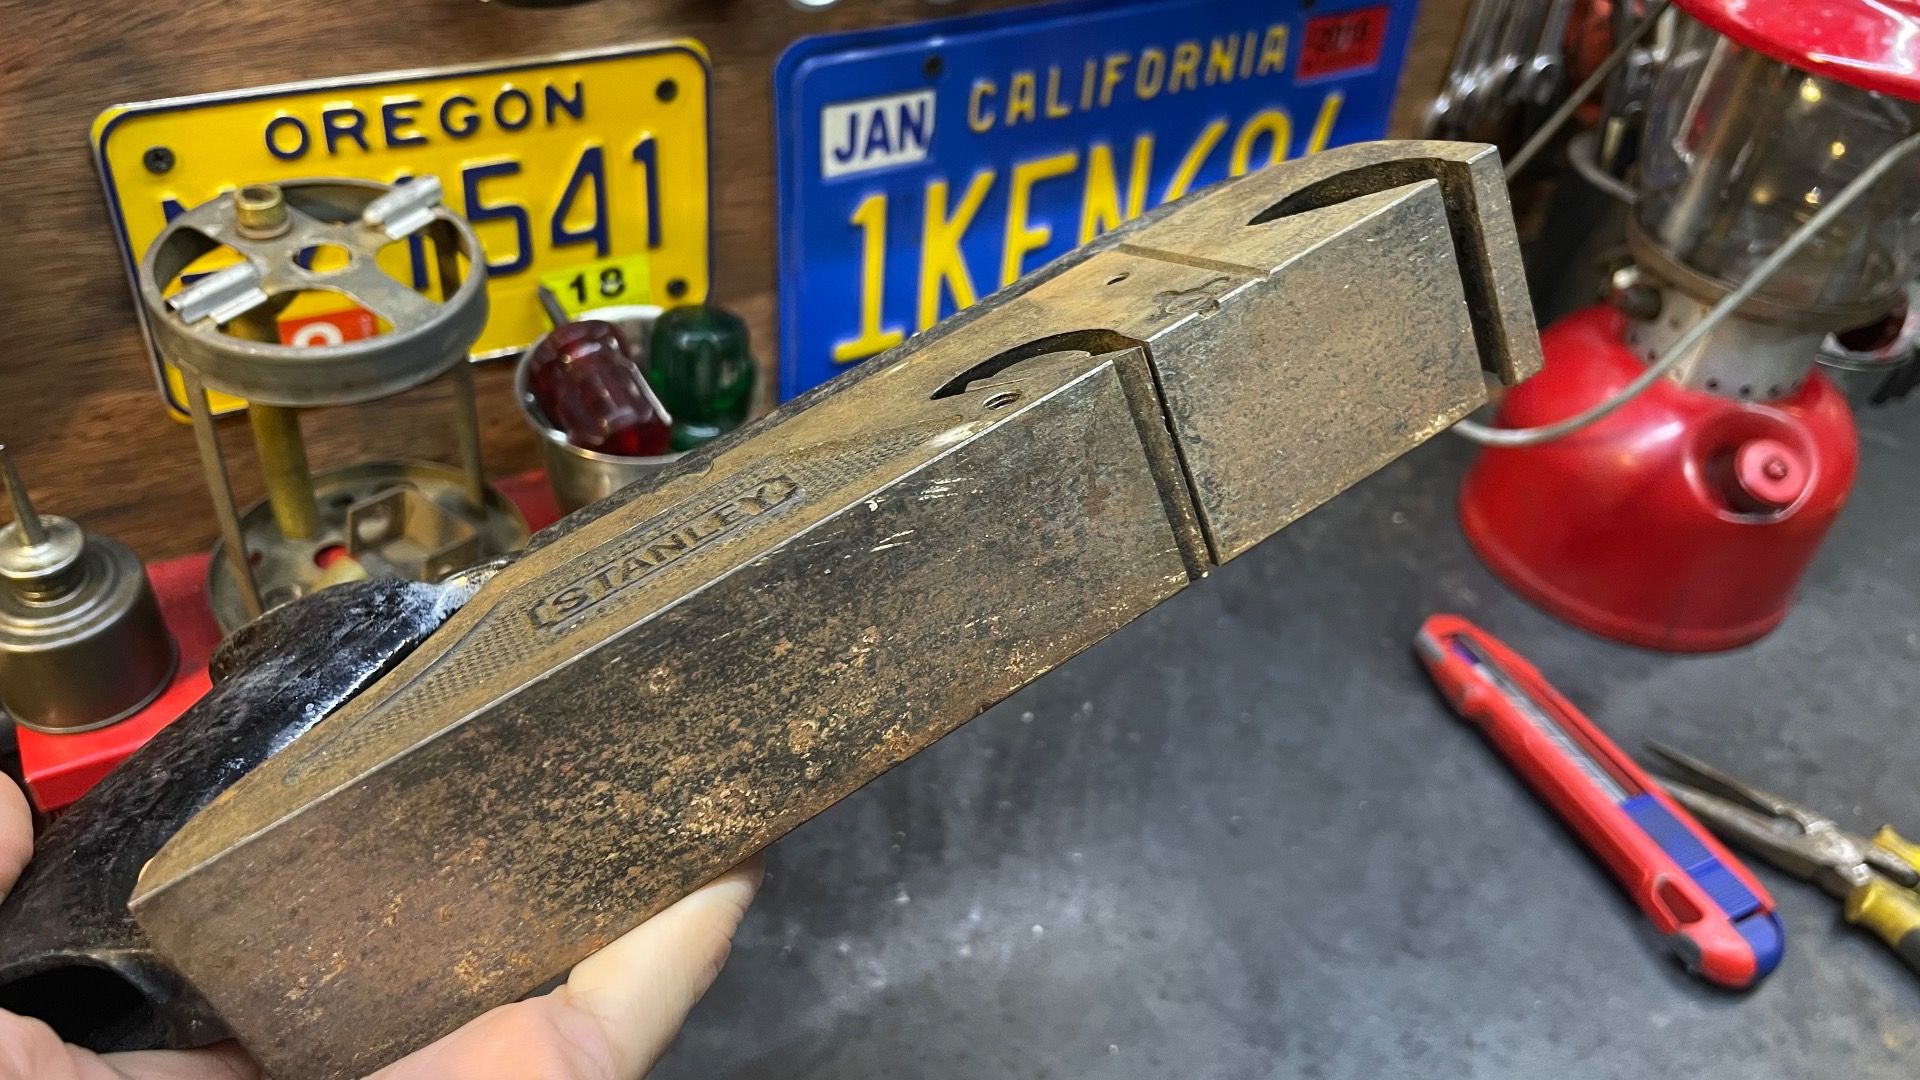 OREGON
541
18
JAN
CALIFORNIA
1KEN
STANLEY